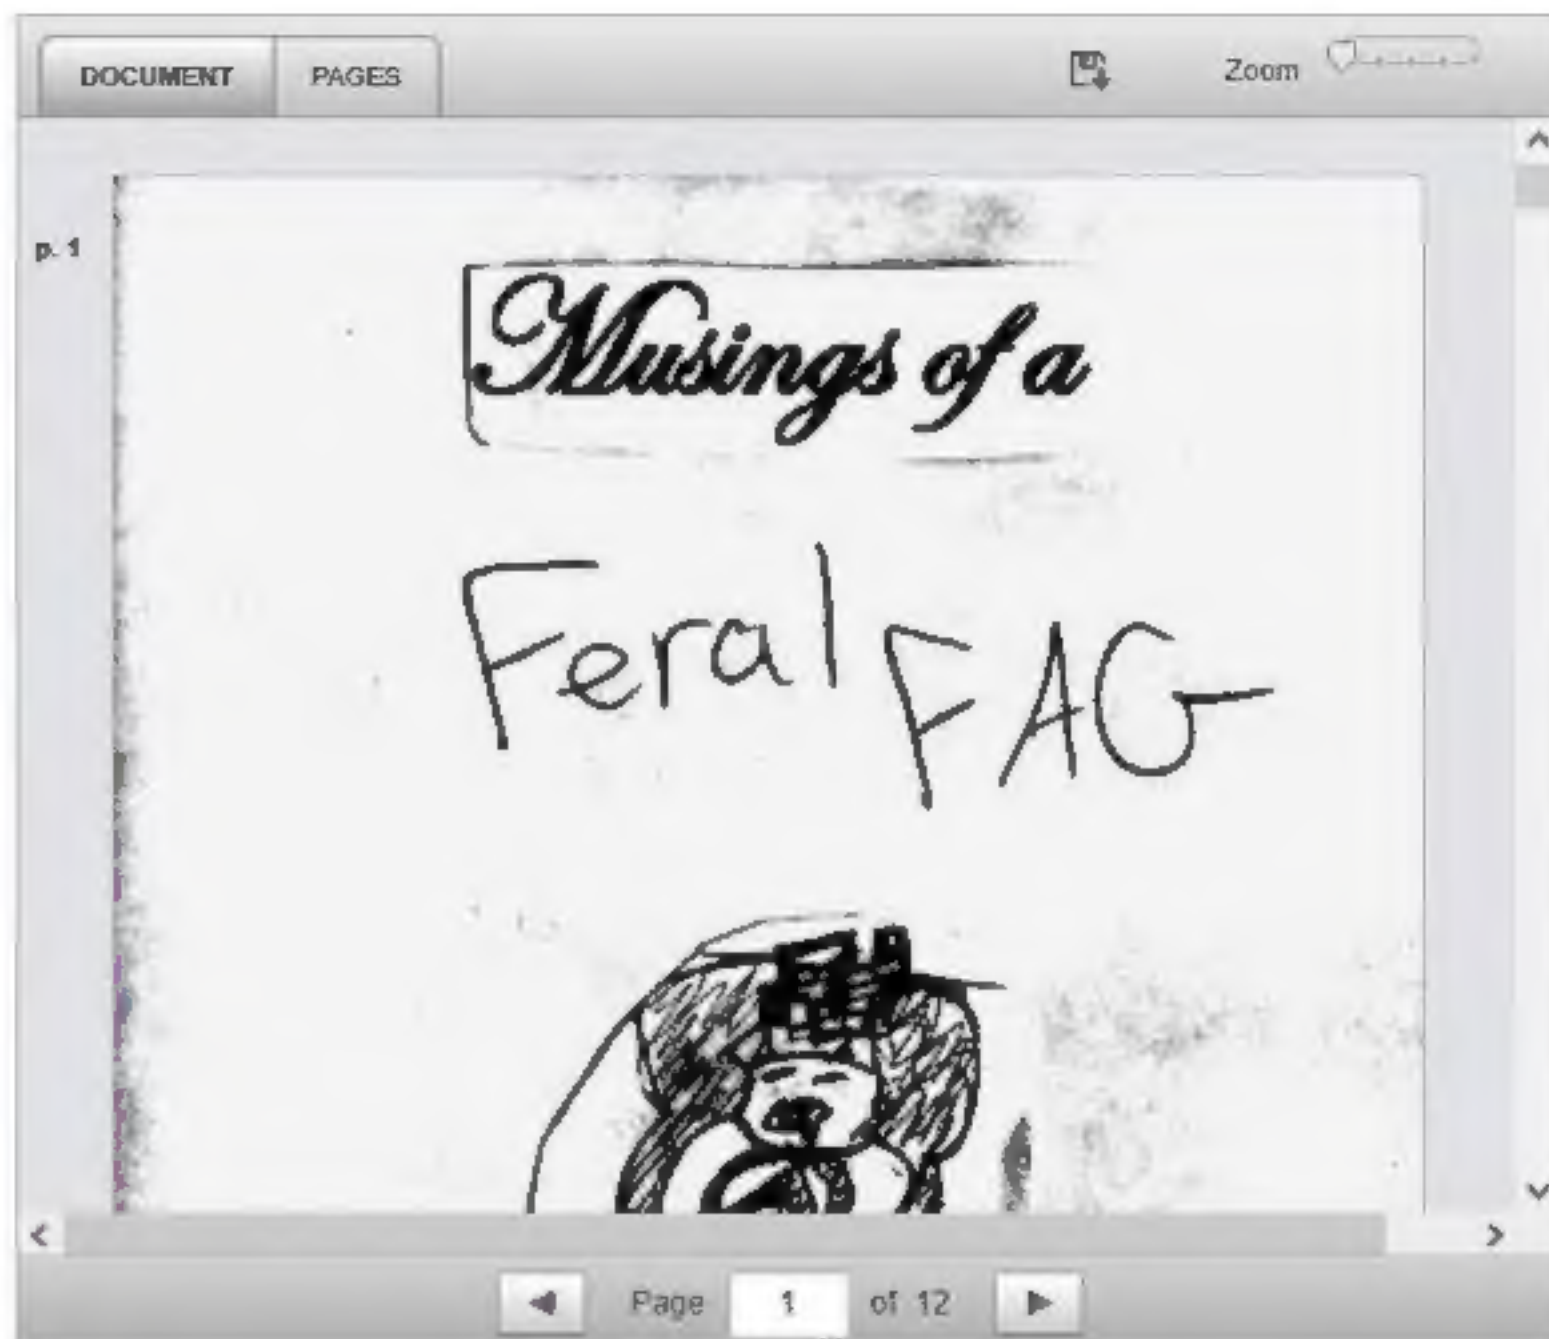 DOCUMENT PAGES Zoom
p. 1
Musings of a
Feral FAG
Page 1 of 12